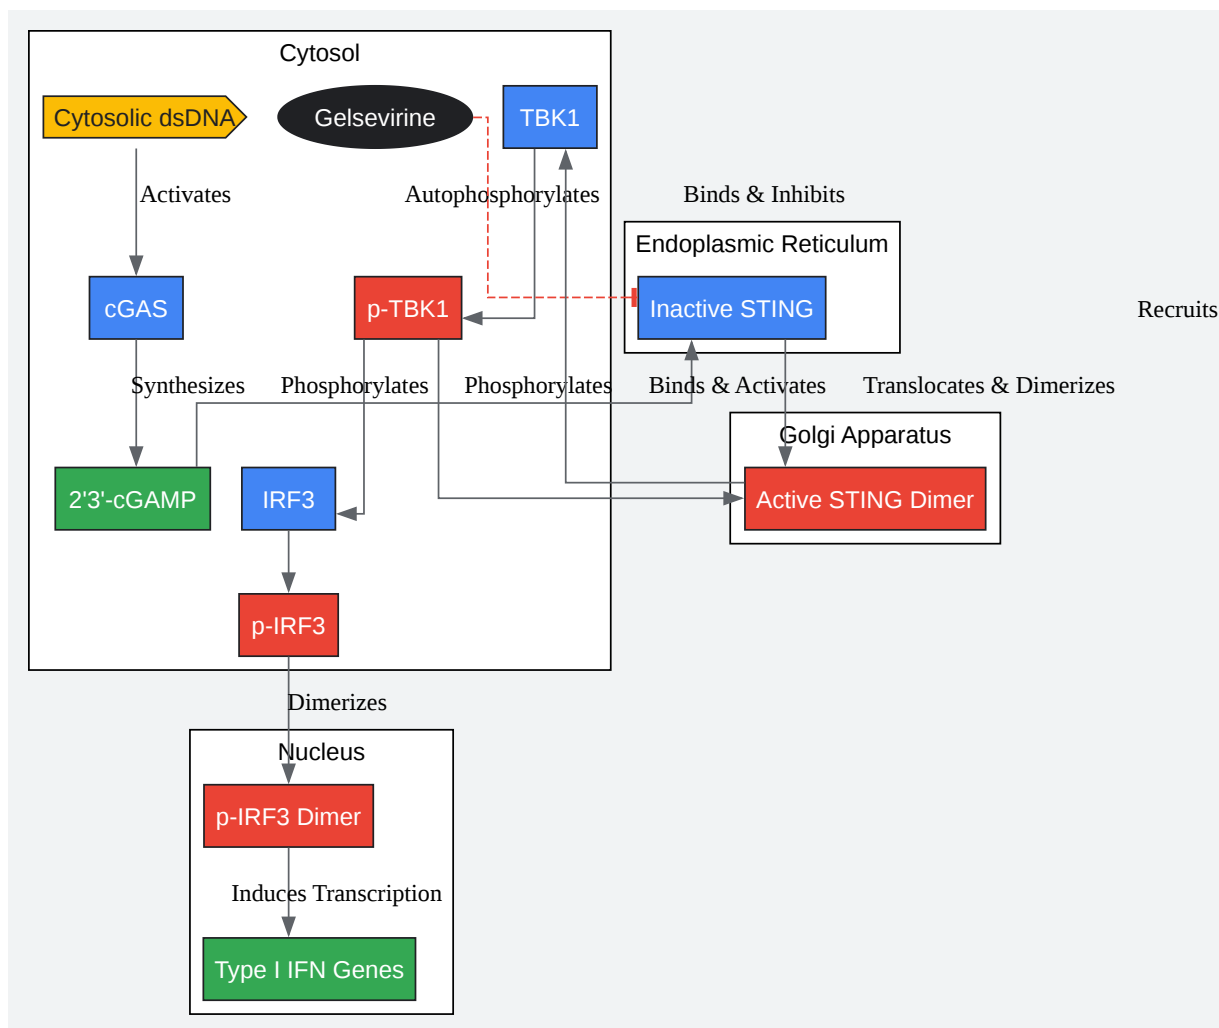 Cytosol
Cytosolic dsDNA
Gelsevirine
TBK1
Activates
Autophosphorylates
Binds & Inhibits
Endoplasmic Reticulum
cGAS
p-TBK1
Inactive STING
Recruits
Synthesizes
Phosphorylates
Phosphorylates
Binds & Activates
Translocates & Dimerizes
Golgi Apparatus
2'3'-cGAMP
IRF3
Active STING Dimer
p-IRF3
Dimerizes
Nucleus
p-IRF3 Dimer
Induces Transcription
Type I IFN Genes